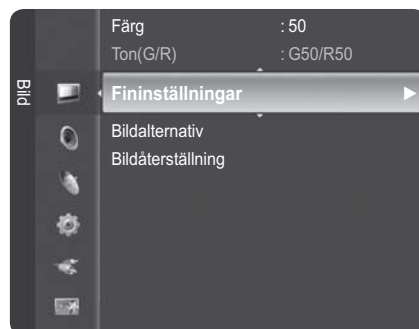 Bild
Färg : 50
Ton(G/R) : G50/R50
Fininställningar
Bildalternativ
Bildåterställning